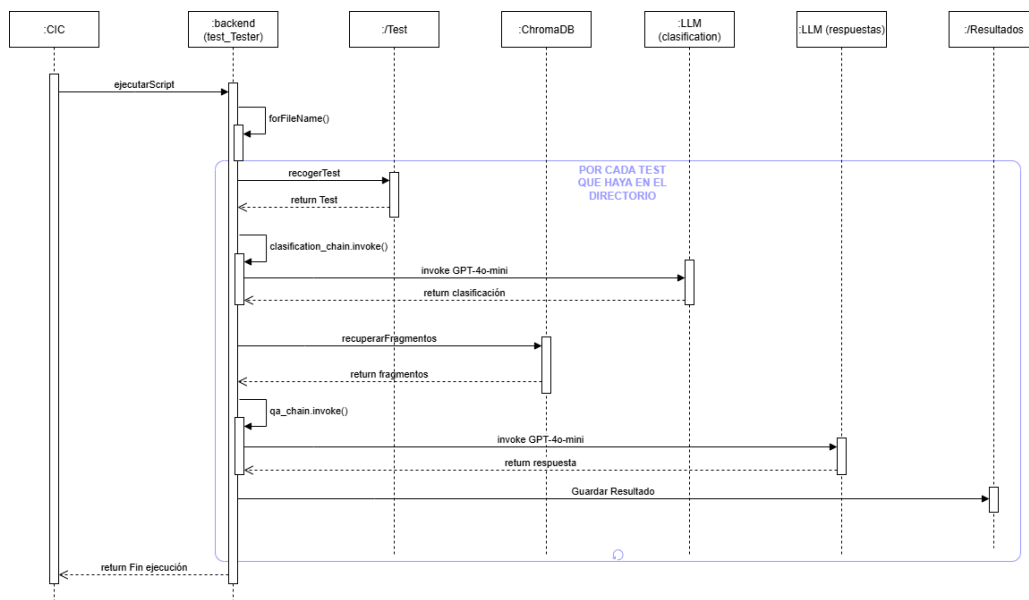 :CIC
:backend
(test_Tester)
:/Test
:ChromaDB
:LLM
(clasification)
:LLM (respuestas)
:/Resultados
ejecutarScript
forFileName()
POR CADA TEST
QUE HAYA EN EL
DIRECTORIO
recogerTest
return Test
clasification_chain.invoke()
invoke GPT-4o-mini
return clasificación
recuperarFragmentos
return fragmentos
qa_chain.invoke()
invoke GPT-4o-mini
return respuesta
Guardar Resultado
return Fin ejecución